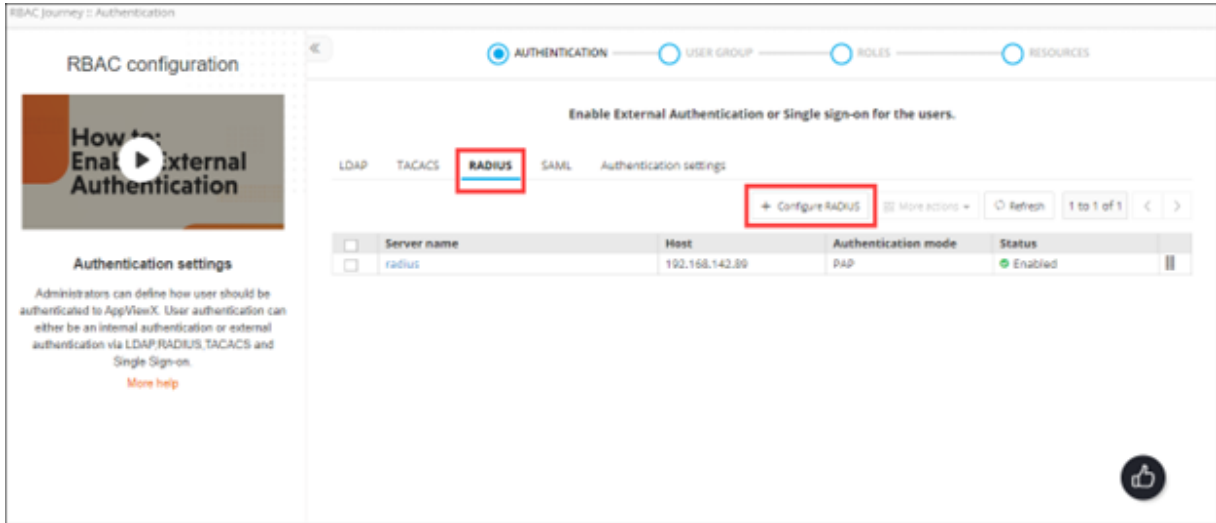 RBAC Journey :: Authentication
RBAC configuration
How to:
Enable External
Authentication
Authentication settings
Administrators can define how user should be
authenticated to AppViewX. User authentication can
either be an internal authentication or external
authentication via LDAP,RADIUS,TACACS and
Single Sign-on.
More help
AUTHENTICATION USER GROUP ROLES RESOURCES
Enable External Authentication or Single sign-on for the users.
LDAP TACACS RADIUS SAML Authentication settings
+ Configure RADIUS More actions Refresh 1 to 1 of 1 < >
Server name Host Authentication mode Status
radius 192.168.142.89 PAP Enabled